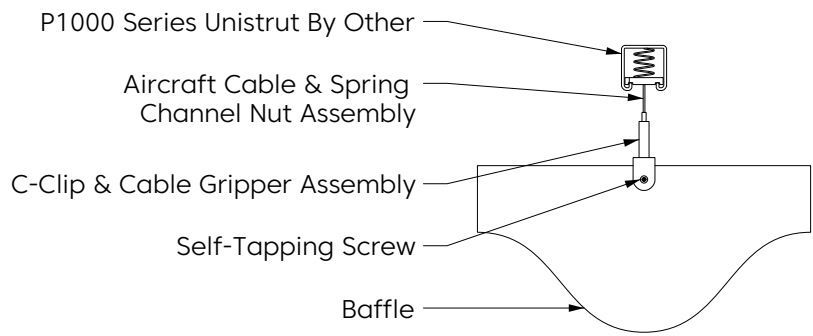 P1000 Series Unistrut By Other
Aircraft Cable & Spring
Channel Nut Assembly
C-Clip & Cable Gripper Assembly
Self-Tapping Screw
Baffle